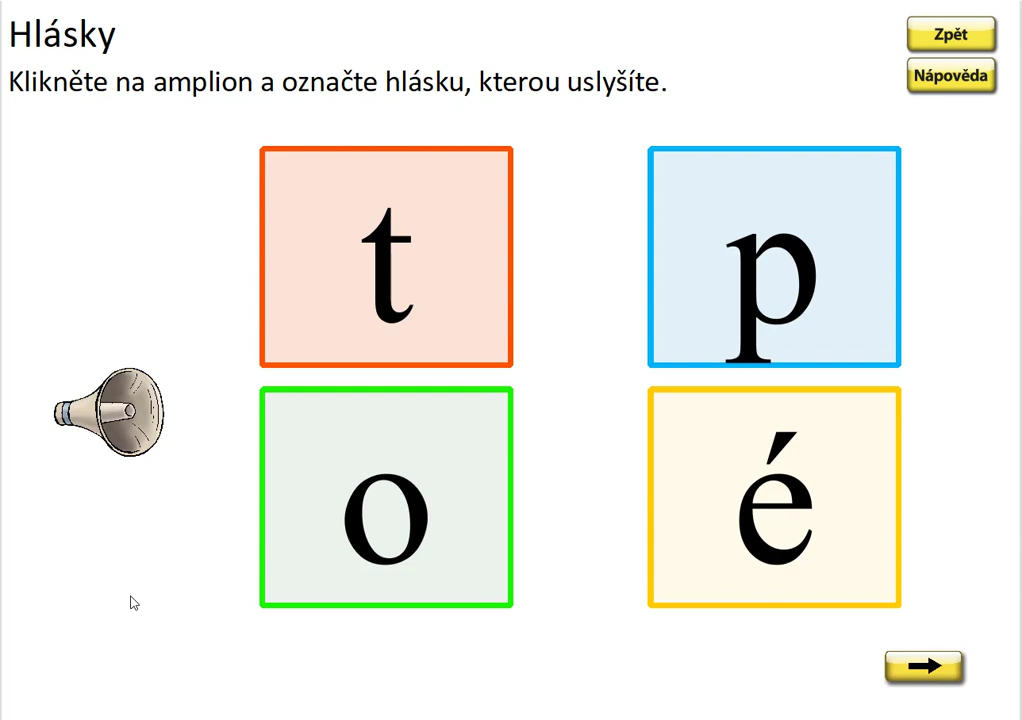 Hlásky
Zpět
Klikněte na amplion a označte hlásku, kterou uslyšíte.
Nápověda
t
p
o
é